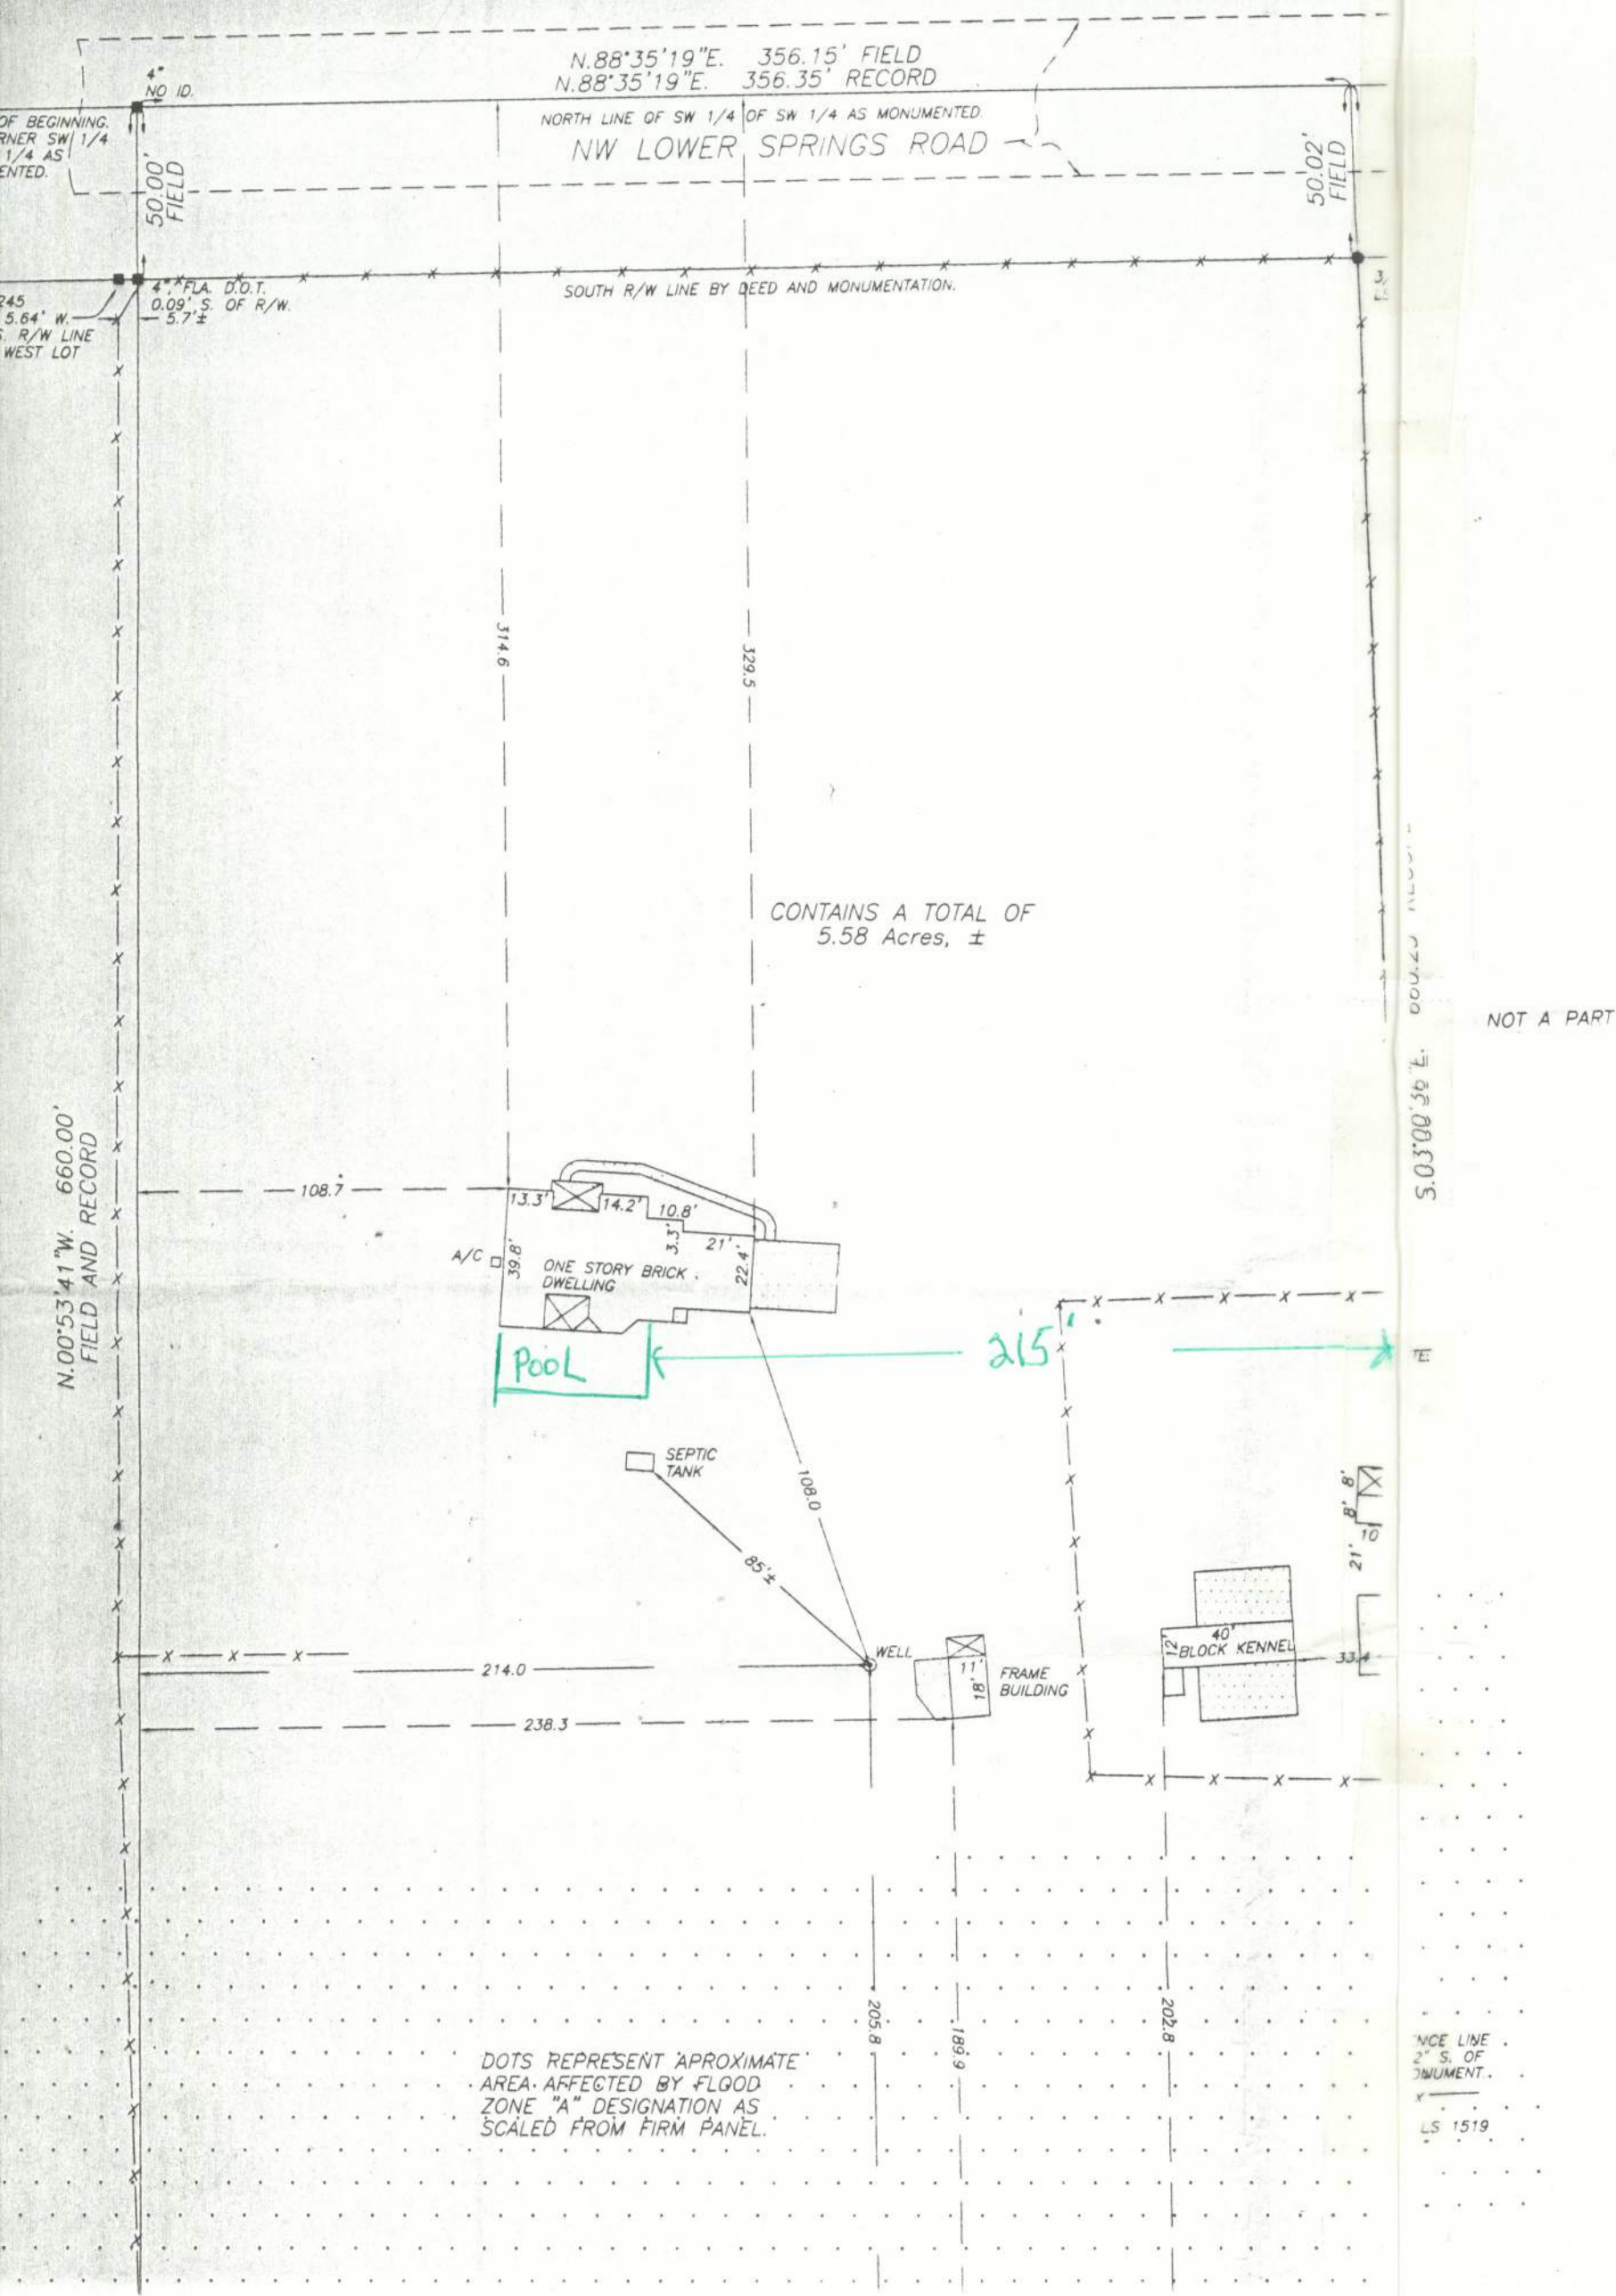 N.88°35'19"E. 356.15' FIELD
N.88°35'19"E. 356.35' RECORD
4"
NO ID.
OF BEGINNING.
RNER SW 1/4
1/4 AS
ENTED.
NORTH LINE OF SW 1/4 OF SW 1/4 AS MONUMENTED.
NW LOWER SPRINGS ROAD
50.00'
FIELD
50.02'
FIELD
4". FLA. D.O.T.
0.09' S. OF R/W.
5.7'±
245
5.64' W.
S. R/W LINE
WEST LOT
SOUTH R/W LINE BY DEED AND MONUMENTATION.
314.6
329.5
CONTAINS A TOTAL OF
5.58 Acres, ±
NOT A PART
S.03°00'36"E.
N.00°53'41"W. 660.00'
FIELD AND RECORD
108.7
13.3'
14.2'
10.8'
3.3'
21'
22.4'
39.8'
A/C
ONE STORY BRICK
DWELLING
POOL
215'
TE
SEPTIC
TANK
108.0
85'±
8' 8'
10
21'
WELL
214.0
11'
18'
FRAME
BUILDING
12'
40'
BLOCK KENNEL
33.4
238.3
205.8
189.9
202.8
DOTS REPRESENT APROXIMATE
AREA AFFECTED BY FLOOD
ZONE "A" DESIGNATION AS
SCALED FROM FIRM PANEL.
NCE LINE
2" S. OF
ONUMENT.
LS 1519